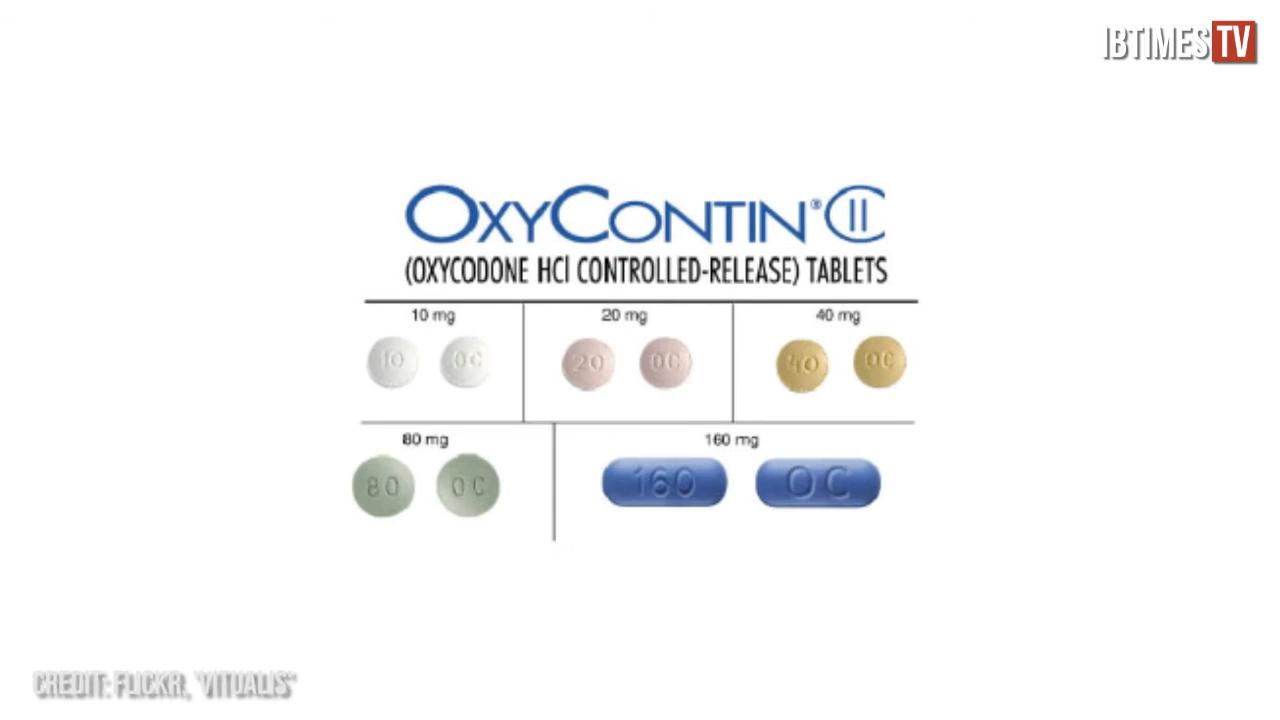 IBTIMES TV
OXYCONTIN® CII
(OXYCODONE HCl CONTROLLED-RELEASE) TABLETS
10 mg 20 mg 40 mg
10 OC 20 OC 40 OC
80 mg 160 mg
80 OC 160 OC
CREDIT: FLICKR, "VITUALIS"